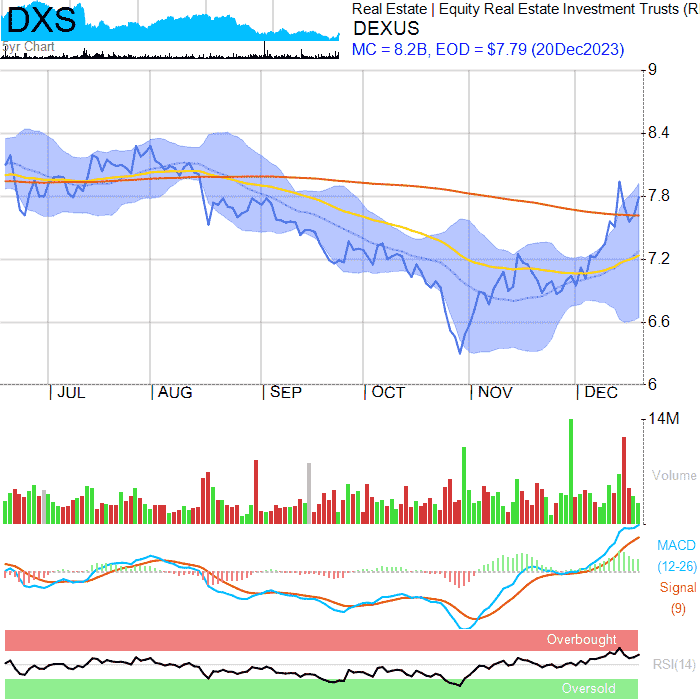 DXS
5yr Chart
Real Estate | Equity Real Estate Investment Trusts (R
DEXUS
MC = 8.2B, EOD = $7.79 (20Dec2023)
9
8.4
7.8
7.2
6.6
6
| JUL | AUG | SEP | OCT | NOV | DEC
14M
Volume
MACD
(12-26)
Signal
(9)
Overbought
RSI(14)
Oversold